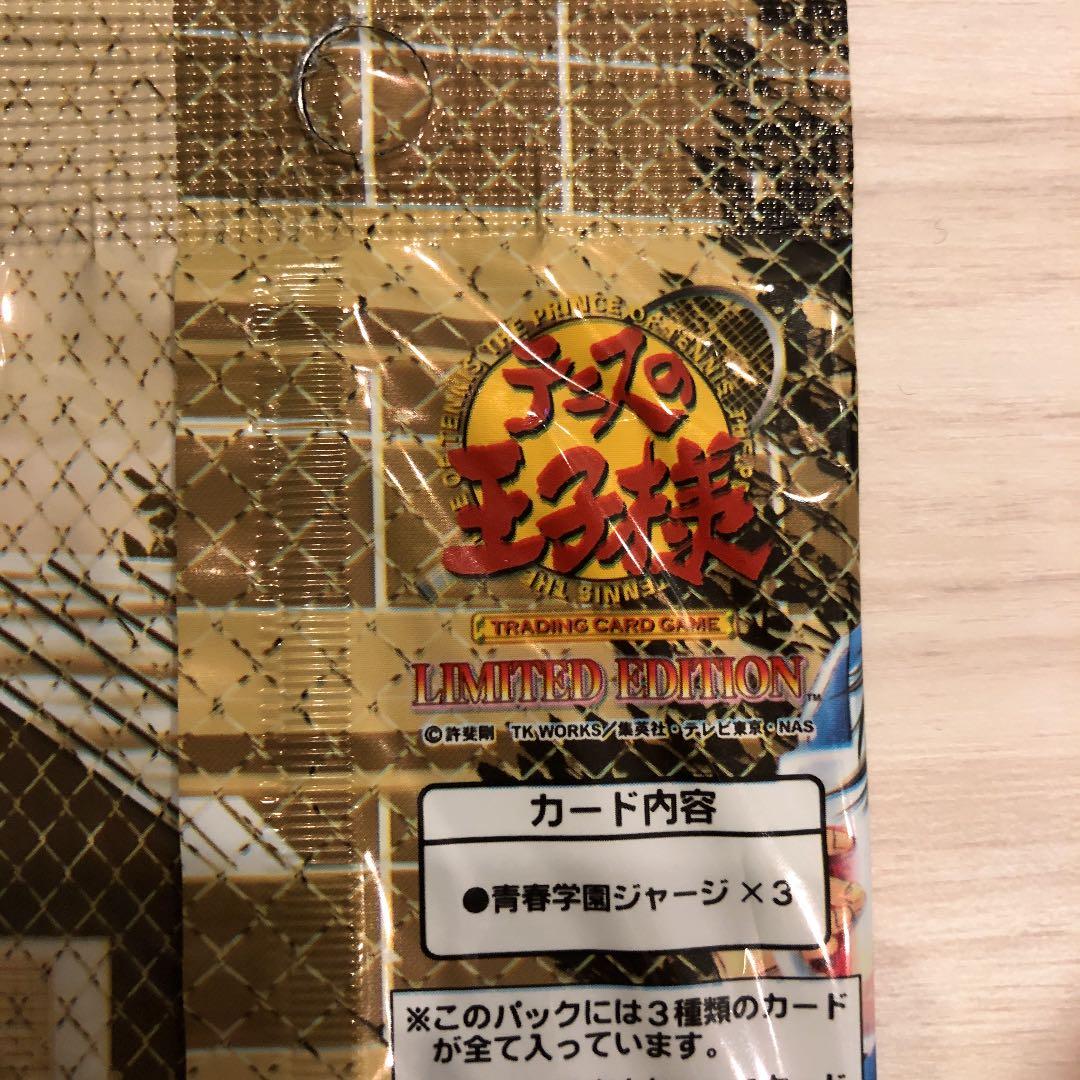 E OF TENNIS THE PRINCE OF TENNIS THE P
テニスの
王子様
TENNIS TH
TRADING CARD GAME
LIMITED EDITION™
©許斐剛 'TK WORKS/集英社・テレビ東京・NAS
カード内容
●青春学園ジャージ×3
※このパックには3種類のカード
が全て入っています。